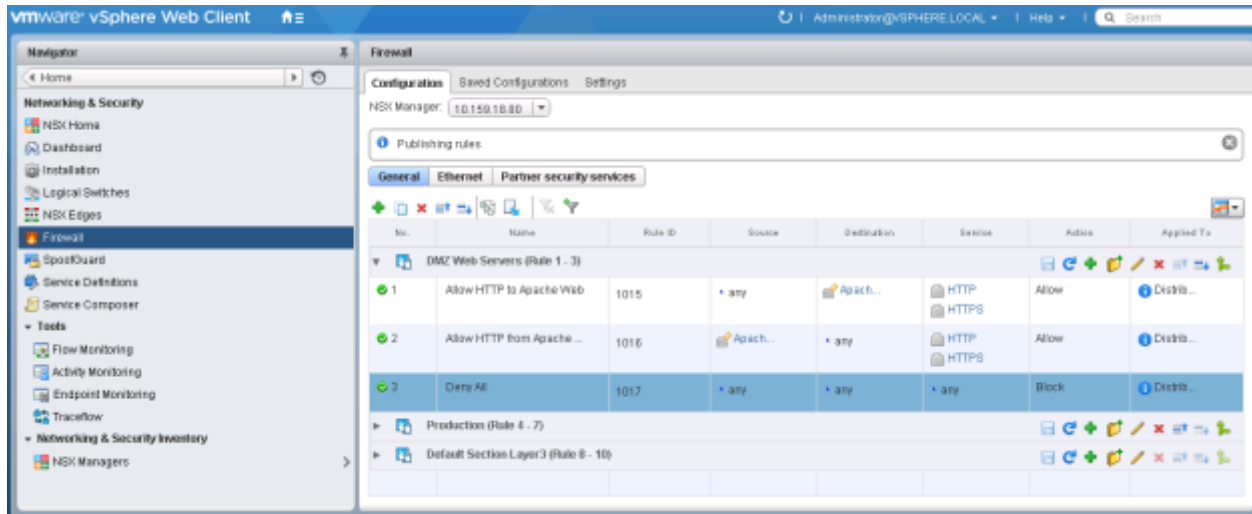 vmware® vSphere Web Client
Administrator@VSPHERE.LOCAL
Help
Search
Navigator
Home
Networking & Security
NSX Home
Dashboard
Installation
Logical Switches
NSX Edges
Firewall
SpoofGuard
Service Definitions
Service Composer
Tools
Flow Monitoring
Activity Monitoring
Endpoint Monitoring
Traceflow
Networking & Security Inventory
NSX Managers
Firewall
Configuration Saved Configurations Settings
NSX Manager: 10.159.18.80
Publishing rules
General Ethernet Partner security services
No. Name Rule ID Source Destination Service Action Applied To
DMZ Web Servers (Rule 1 - 3)
1 Allow HTTP to Apache Web 1015 any Apach... HTTP Allow Distrib...
HTTPS
2 Allow HTTP from Apache ... 1016 Apach... any HTTP Allow Distrib...
HTTPS
3 Deny All 1017 any any any Block Distrib...
Production (Rule 4 - 7)
Default Section Layer3 (Rule 8 - 10)